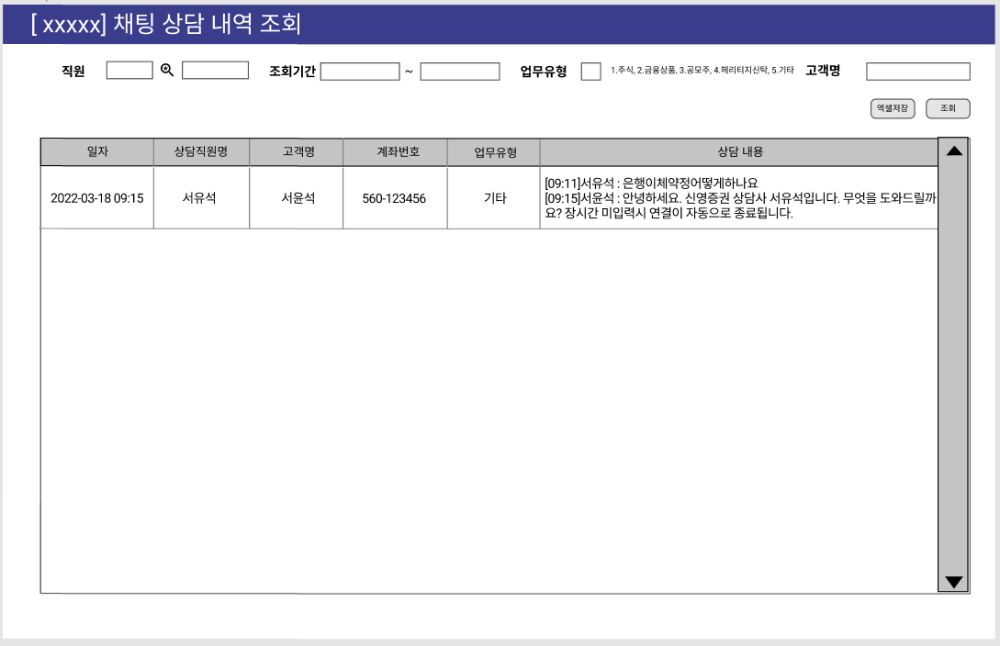 [ xxxxx] 채팅 상담 내역 조회
직원 조회기간 ~ 업무유형 1.주식, 2.금융상품, 3.공모주, 4.헤리티지신탁, 5.기타 고객명
엑셀저장 조회
일자 상담직원명 고객명 계좌번호 업무유형 상담 내용
2022-03-18 09:15 서유석 서윤석 560-123456 기타
[09:11]서유석 : 은행이체약정어떻게하나요
[09:15]서윤석 : 안녕하세요. 신영증권 상담사 서유석입니다. 무엇을 도와드릴까
요? 장시간 미입력시 연결이 자동으로 종료됩니다.